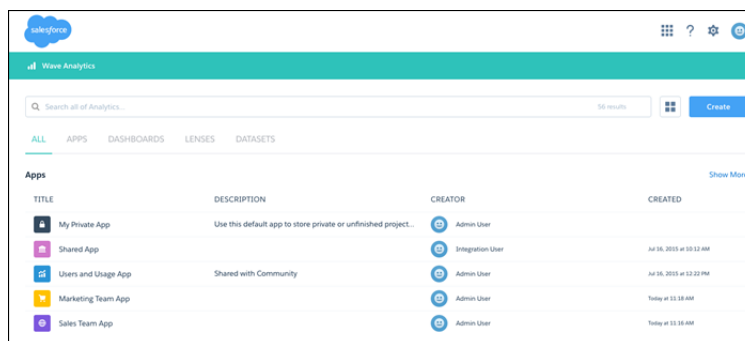 salesforce
Wave Analytics
Search all of Analytics... 56 results Create
ALL APPS DASHBOARDS LENSES DATASETS
Apps Show More
TITLE DESCRIPTION CREATOR CREATED
My Private App Use this default app to store private or unfinished project... Admin User
Shared App Integration User Jul 16, 2015 at 10:12 AM
Users and Usage App Shared with Community Admin User Jul 16, 2015 at 12:22 PM
Marketing Team App Admin User Today at 11:18 AM
Sales Team App Admin User Today at 11:16 AM